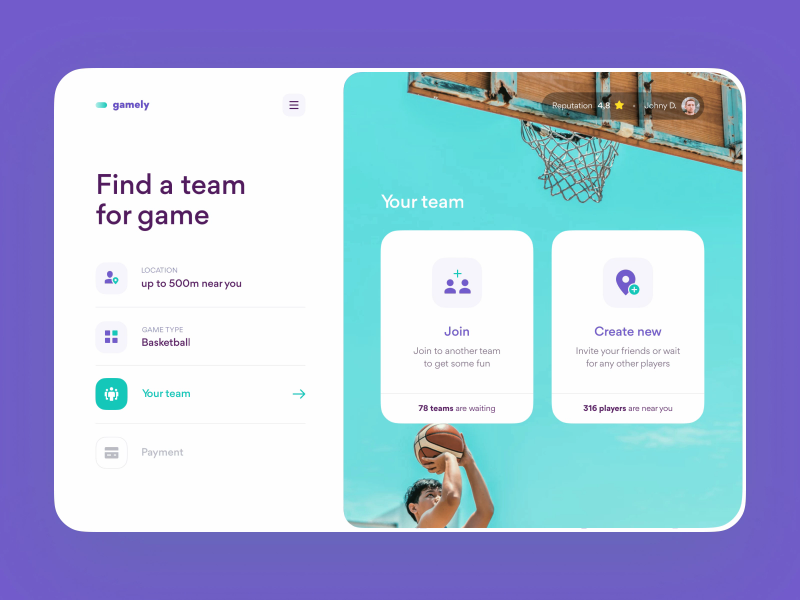 gamely
Find a team
for game
LOCATION
up to 500m near you
GAME TYPE
Basketball
Your team
Payment
Reputation 4,8 • Johny D.
Your team
Join
Join to another team
to get some fun
78 teams are waiting
Create new
Invite your friends or wait
for any other players
316 players are near you